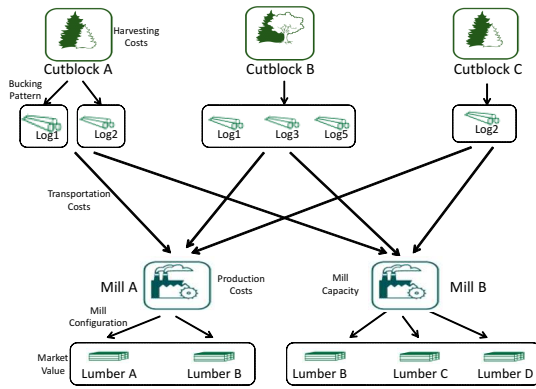 Harvesting
Costs
Cutblock A
Cutblock B
Cutblock C
Bucking
Pattern
Log1
Log2
Log1
Log3
Log5
Log2
Transportation
Costs
Mill A
Production
Costs
Mill
Capacity
Mill B
Mill
Configuration
Market
Value
Lumber A
Lumber B
Lumber B
Lumber C
Lumber D